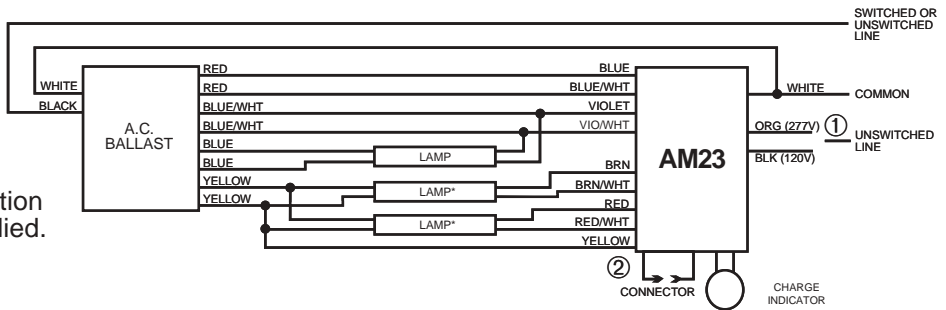 SWITCHED OR
UNSWITCHED
LINE
RED
BLUE
WHITE
RED
BLUE/WHT
WHITE
COMMON
BLACK
BLUE/WHT
VIOLET
A.C.
BALLAST
BLUE/WHT
VIO/WHT
ORG (277V)
①
UNSWITCHED
LINE
BLUE
LAMP
AM23
BLK (120V)
BLUE
BRN
YELLOW
LAMP*
BRN/WHT
YELLOW
RED
LAMP*
RED/WHT
YELLOW
tion
lied.
②
CONNECTOR
CHARGE
INDICATOR